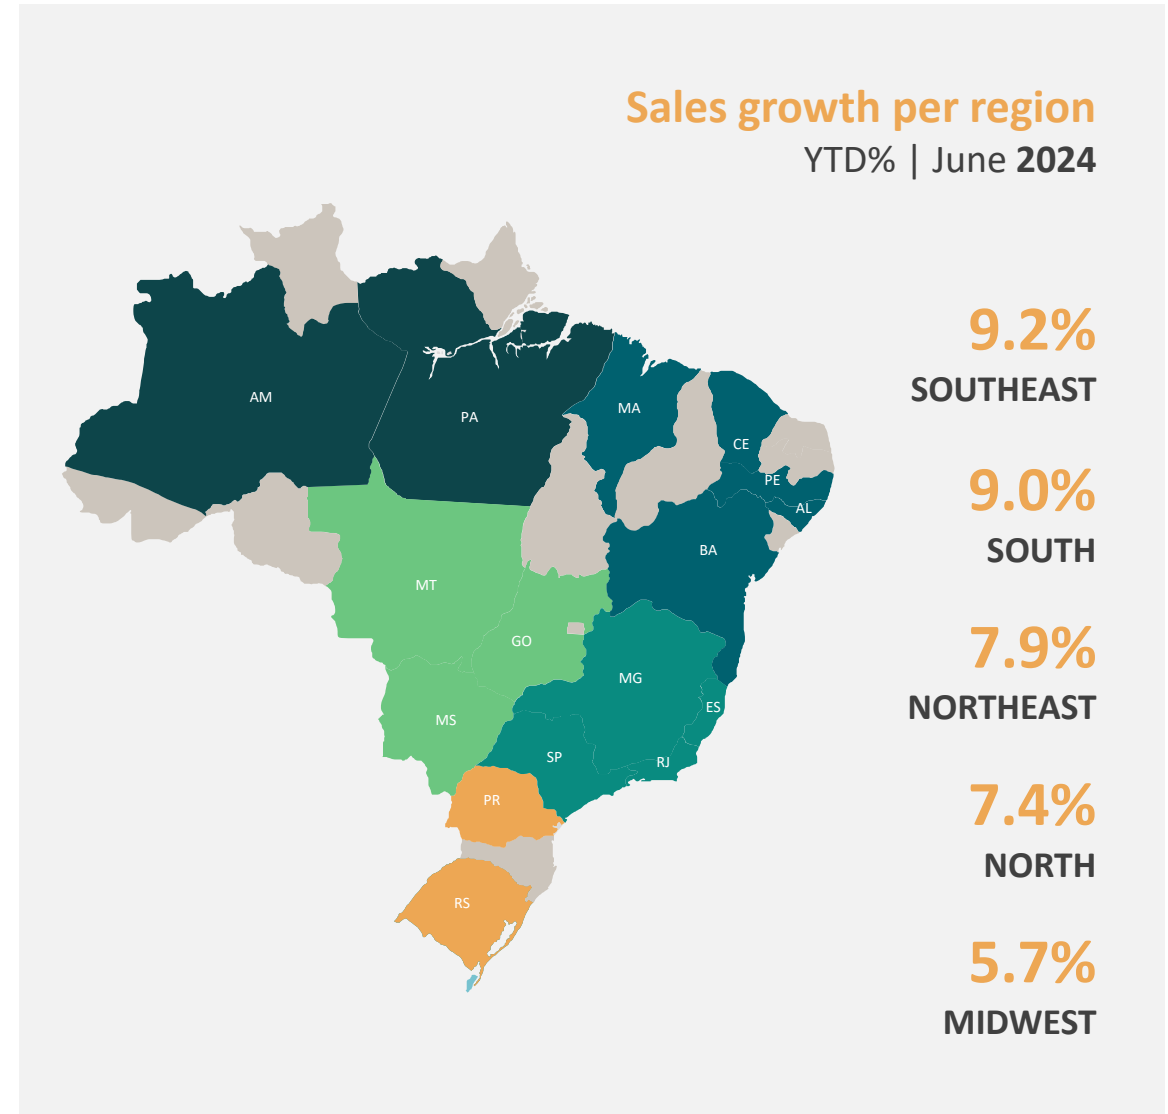 Sales growth per region
YTD% | June 2024
AM
PA
MA
CE
PE
AL
BA
MT
GO
MG
ES
MS
SP
RJ
PR
RS
9.2%
SOUTHEAST
9.0%
SOUTH
7.9%
NORTHEAST
7.4%
NORTH
5.7%
MIDWEST